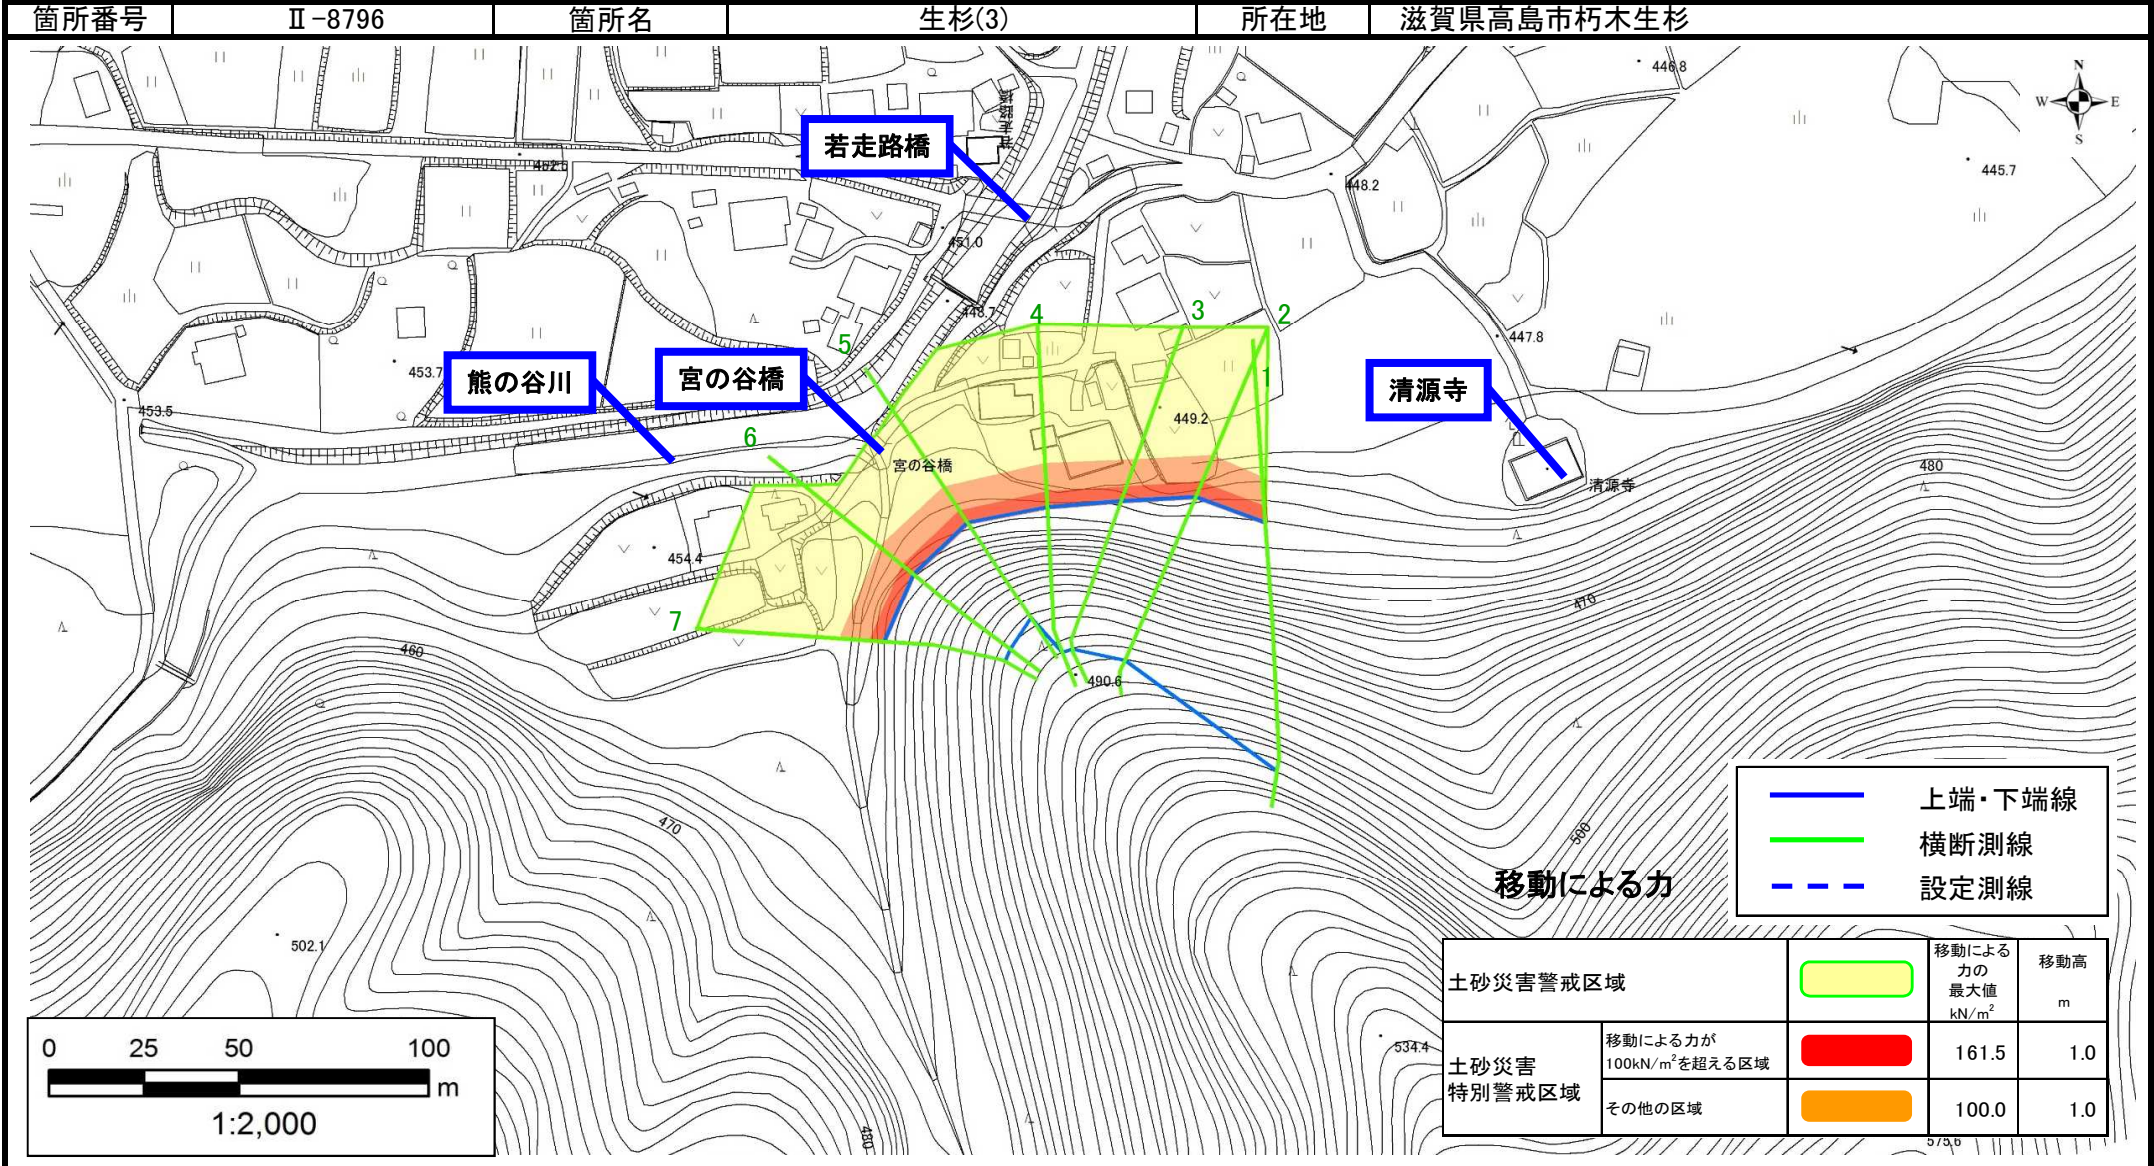 箇所番号 Ⅱ-8796 箇所名 生杉(3) 所在地 滋賀県高島市朽木生杉
446.8
N
W E
S
若走路橋
若走路橋
445.7
448.2
451.0
448.7
4
3
2
5
1
447.8
453.7
熊の谷川
宮の谷橋
清源寺
453.5
449.2
6
宮の谷橋
480
清源寺
454.4
470
7
460
490.6
上端・下端線
横断測線
設定測線
470
500
移動による力
502.1
534.4
480
土砂災害警戒区域
移動による
力の
最大値
kN/m²
移動高
m
土砂災害
特別警戒区域
移動による力が
100kN/m²を超える区域
161.5 1.0
その他の区域
100.0 1.0
575.6
0 25 50 100
m
1:2,000